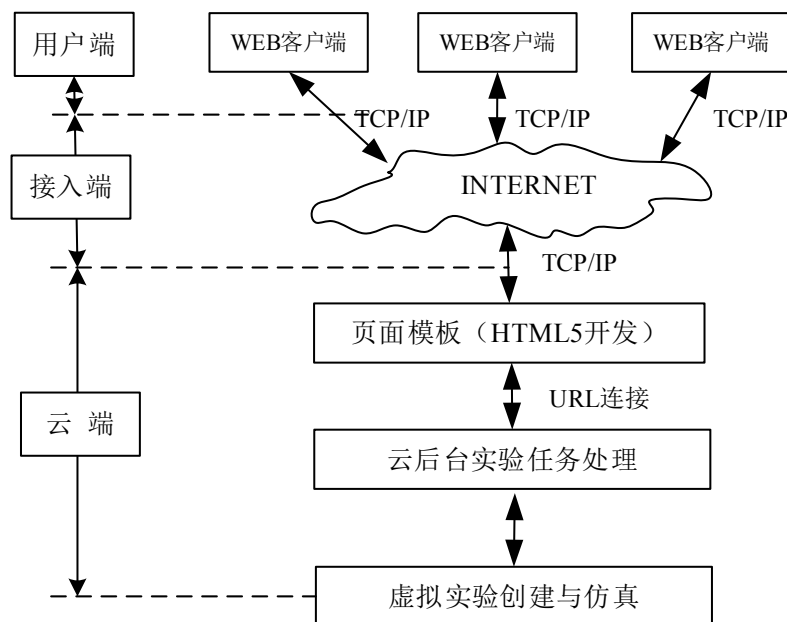 用户端
WEB客户端
WEB客户端
WEB客户端
TCP/IP
TCP/IP
TCP/IP
接入端
INTERNET
TCP/IP
页面模板（HTML5开发）
URL连接
云 端
云后台实验任务处理
虚拟实验创建与仿真